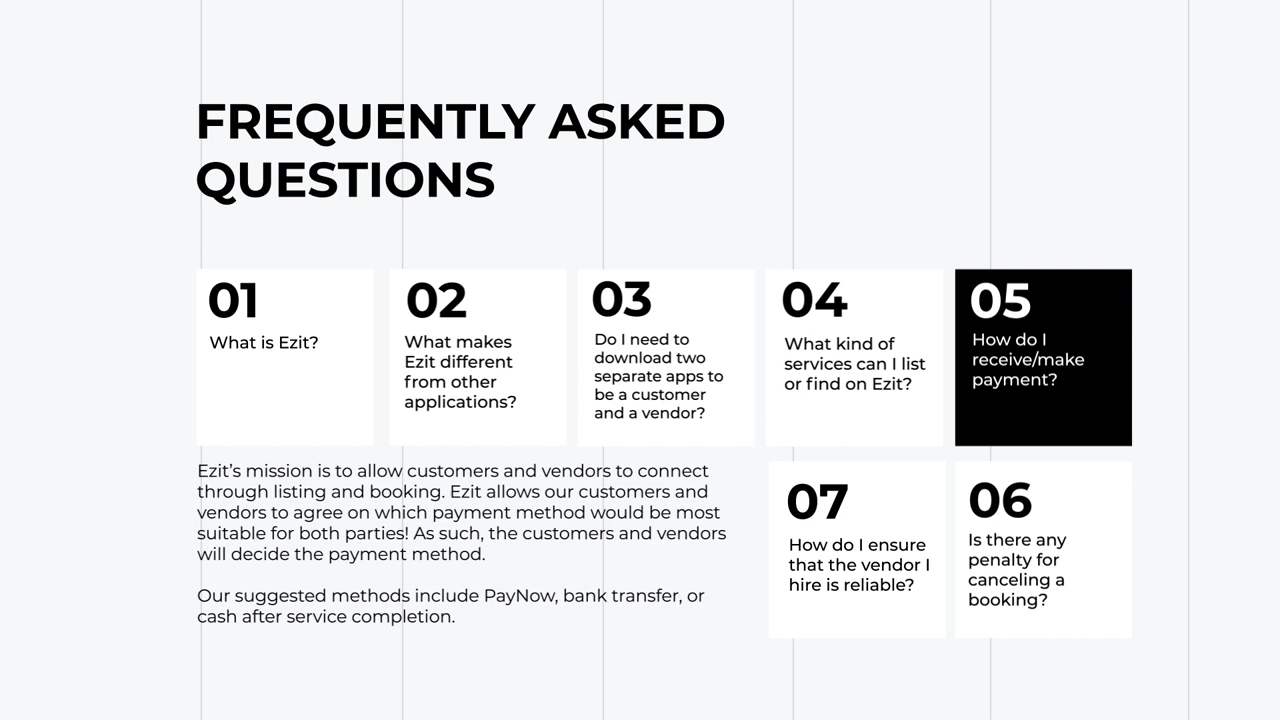 FREQUENTLY ASKED
QUESTIONS
01
What is Ezit?
02
What makes
Ezit different
from other
applications?
03
Do I need to
download two
separate apps to
be a customer
and a vendor?
04
What kind of
services can I list
or find on Ezit?
05
How do I
receive/make
payment?
Ezit’s mission is to allow customers and vendors to connect
through listing and booking. Ezit allows our customers and
vendors to agree on which payment method would be most
suitable for both parties! As such, the customers and vendors
will decide the payment method.
Our suggested methods include PayNow, bank transfer, or
cash after service completion.
07
How do I ensure
that the vendor I
hire is reliable?
06
Is there any
penalty for
canceling a
booking?